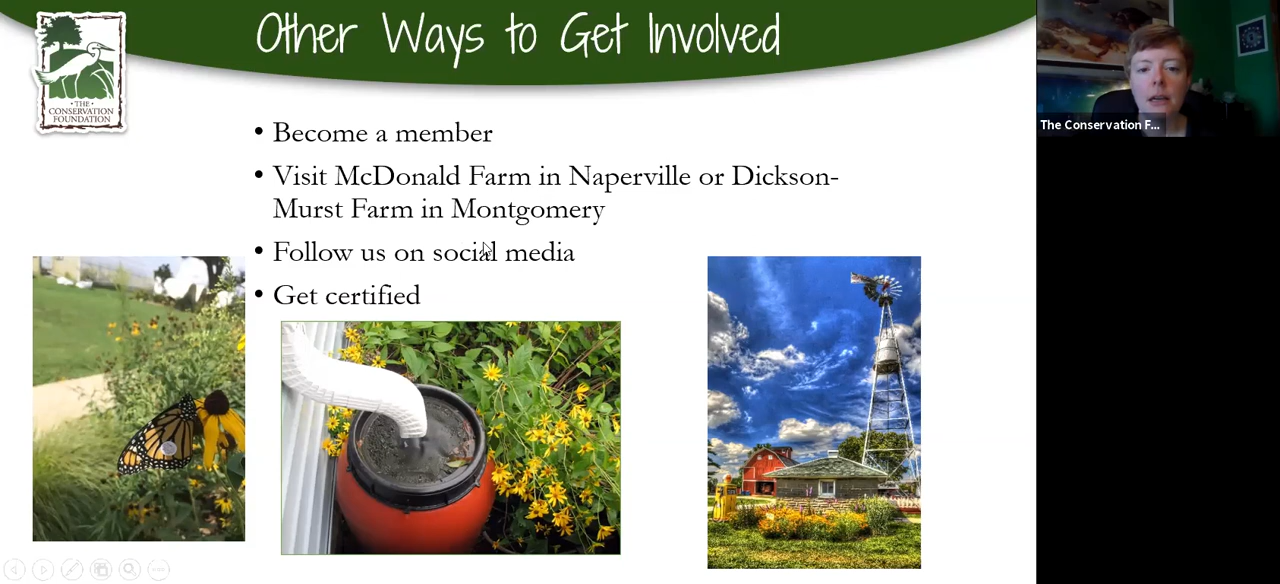 Other Ways to Get Involved
• THE •
CONSERVATION
FOUNDATION
The Conservation F...
• Become a member
• Visit McDonald Farm in Naperville or Dickson-
Murst Farm in Montgomery
• Follow us on social media
• Get certified